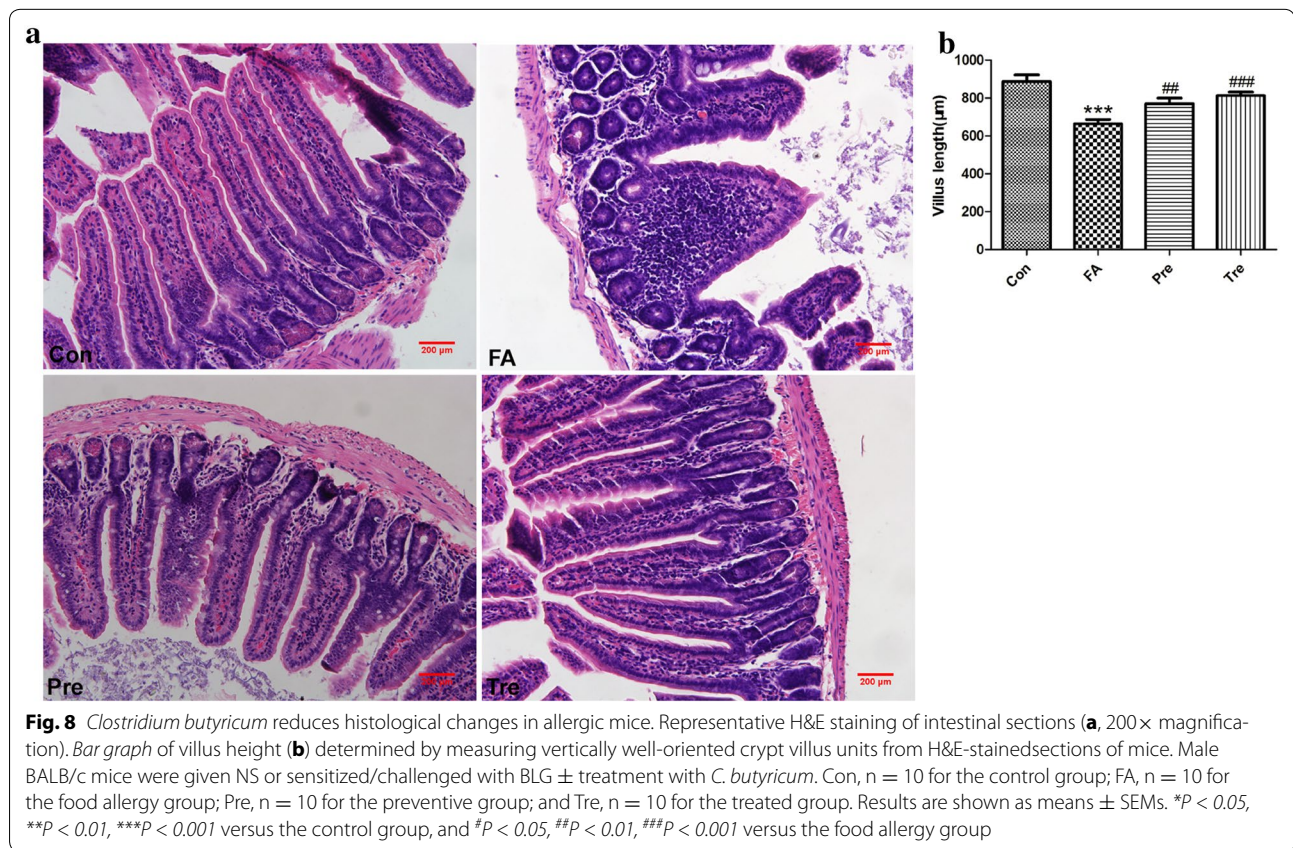 a
Con
200 µm
FA
200 µm
Pre
200 µm
Tre
200 µm
b
Villus length(µm)
1000
800
600
400
200
0
***
##
###
Con
FA
Pre
Tre
Fig. 8 Clostridium butyricum reduces histological changes in allergic mice. Representative H&E staining of intestinal sections (a, 200× magnifica-
tion). Bar graph of villus height (b) determined by measuring vertically well-oriented crypt villus units from H&E-stainedsections of mice. Male
BALB/c mice were given NS or sensitized/challenged with BLG ± treatment with C. butyricum. Con, n = 10 for the control group; FA, n = 10 for
the food allergy group; Pre, n = 10 for the preventive group; and Tre, n = 10 for the treated group. Results are shown as means ± SEMs. *P < 0.05,
**P < 0.01, ***P < 0.001 versus the control group, and #P < 0.05, ##P < 0.01, ###P < 0.001 versus the food allergy group